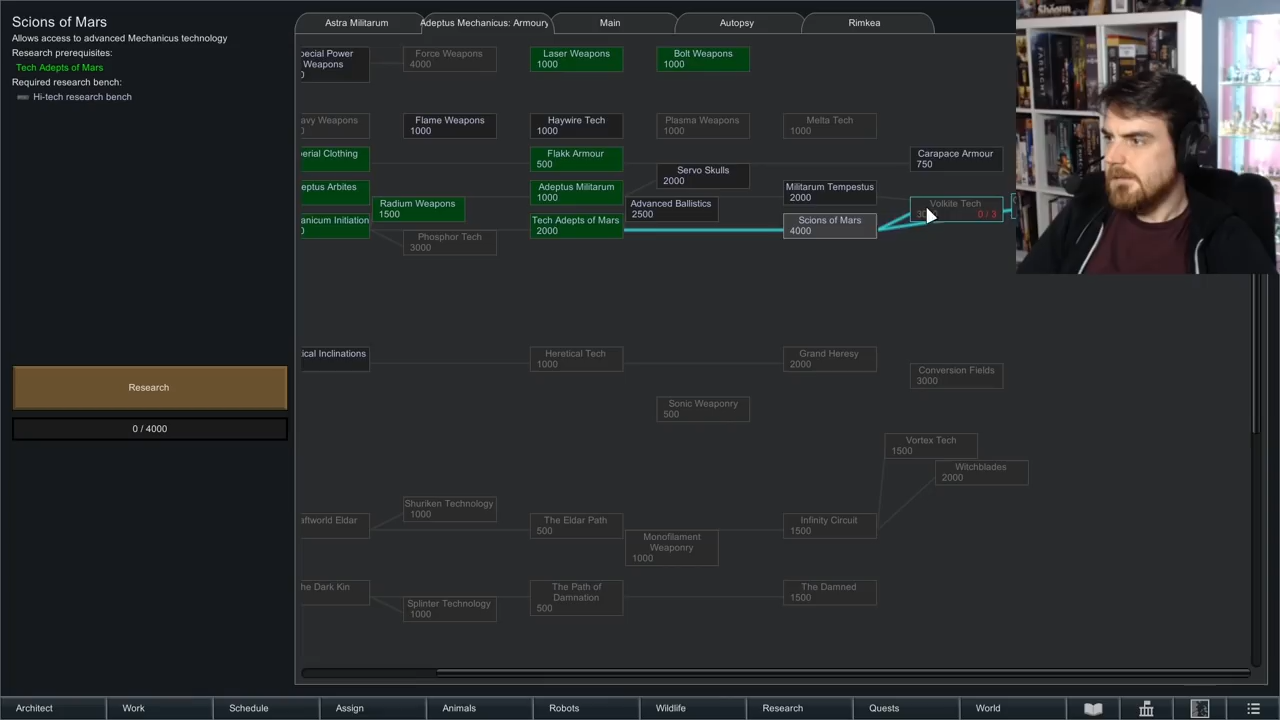 Scions of Mars
Allows access to advanced Mechanicus technology
Research prerequisites:
Tech Adepts of Mars
Required research bench:
Hi-tech research bench
Research
0 / 4000
Astra Militarum
Adeptus Mechanicus: Armoury
Main
Autopsy
Rimkea
pecial Power
Weapons
Force Weapons
4000
Laser Weapons
1000
Bolt Weapons
1000
avy Weapons
Flame Weapons
1000
Haywire Tech
1000
Plasma Weapons
1000
Melta Tech
1000
perial Clothing
Flakk Armour
500
Carapace Armour
750
Servo Skulls
2000
eptus Arbites
Adeptus Militarum
1000
Militarum Tempestus
2000
Radium Weapons
1500
Advanced Ballistics
2500
Volkite Tech
0 / 3
anicum Initiation
Tech Adepts of Mars
2000
Scions of Mars
4000
Phosphor Tech
3000
ical Inclinations
Heretical Tech
1000
Grand Heresy
2000
Conversion Fields
3000
Sonic Weaponry
500
Vortex Tech
1500
Witchblades
2000
Shuriken Technology
1000
aftworld Eldar
The Eldar Path
500
Infinity Circuit
1500
Monofilament
Weaponry
1000
he Dark Kin
The Path of
Damnation
500
The Damned
1500
Splinter Technology
1000
Architect
Work
Schedule
Assign
Animals
Robots
Wildlife
Research
Quests
World